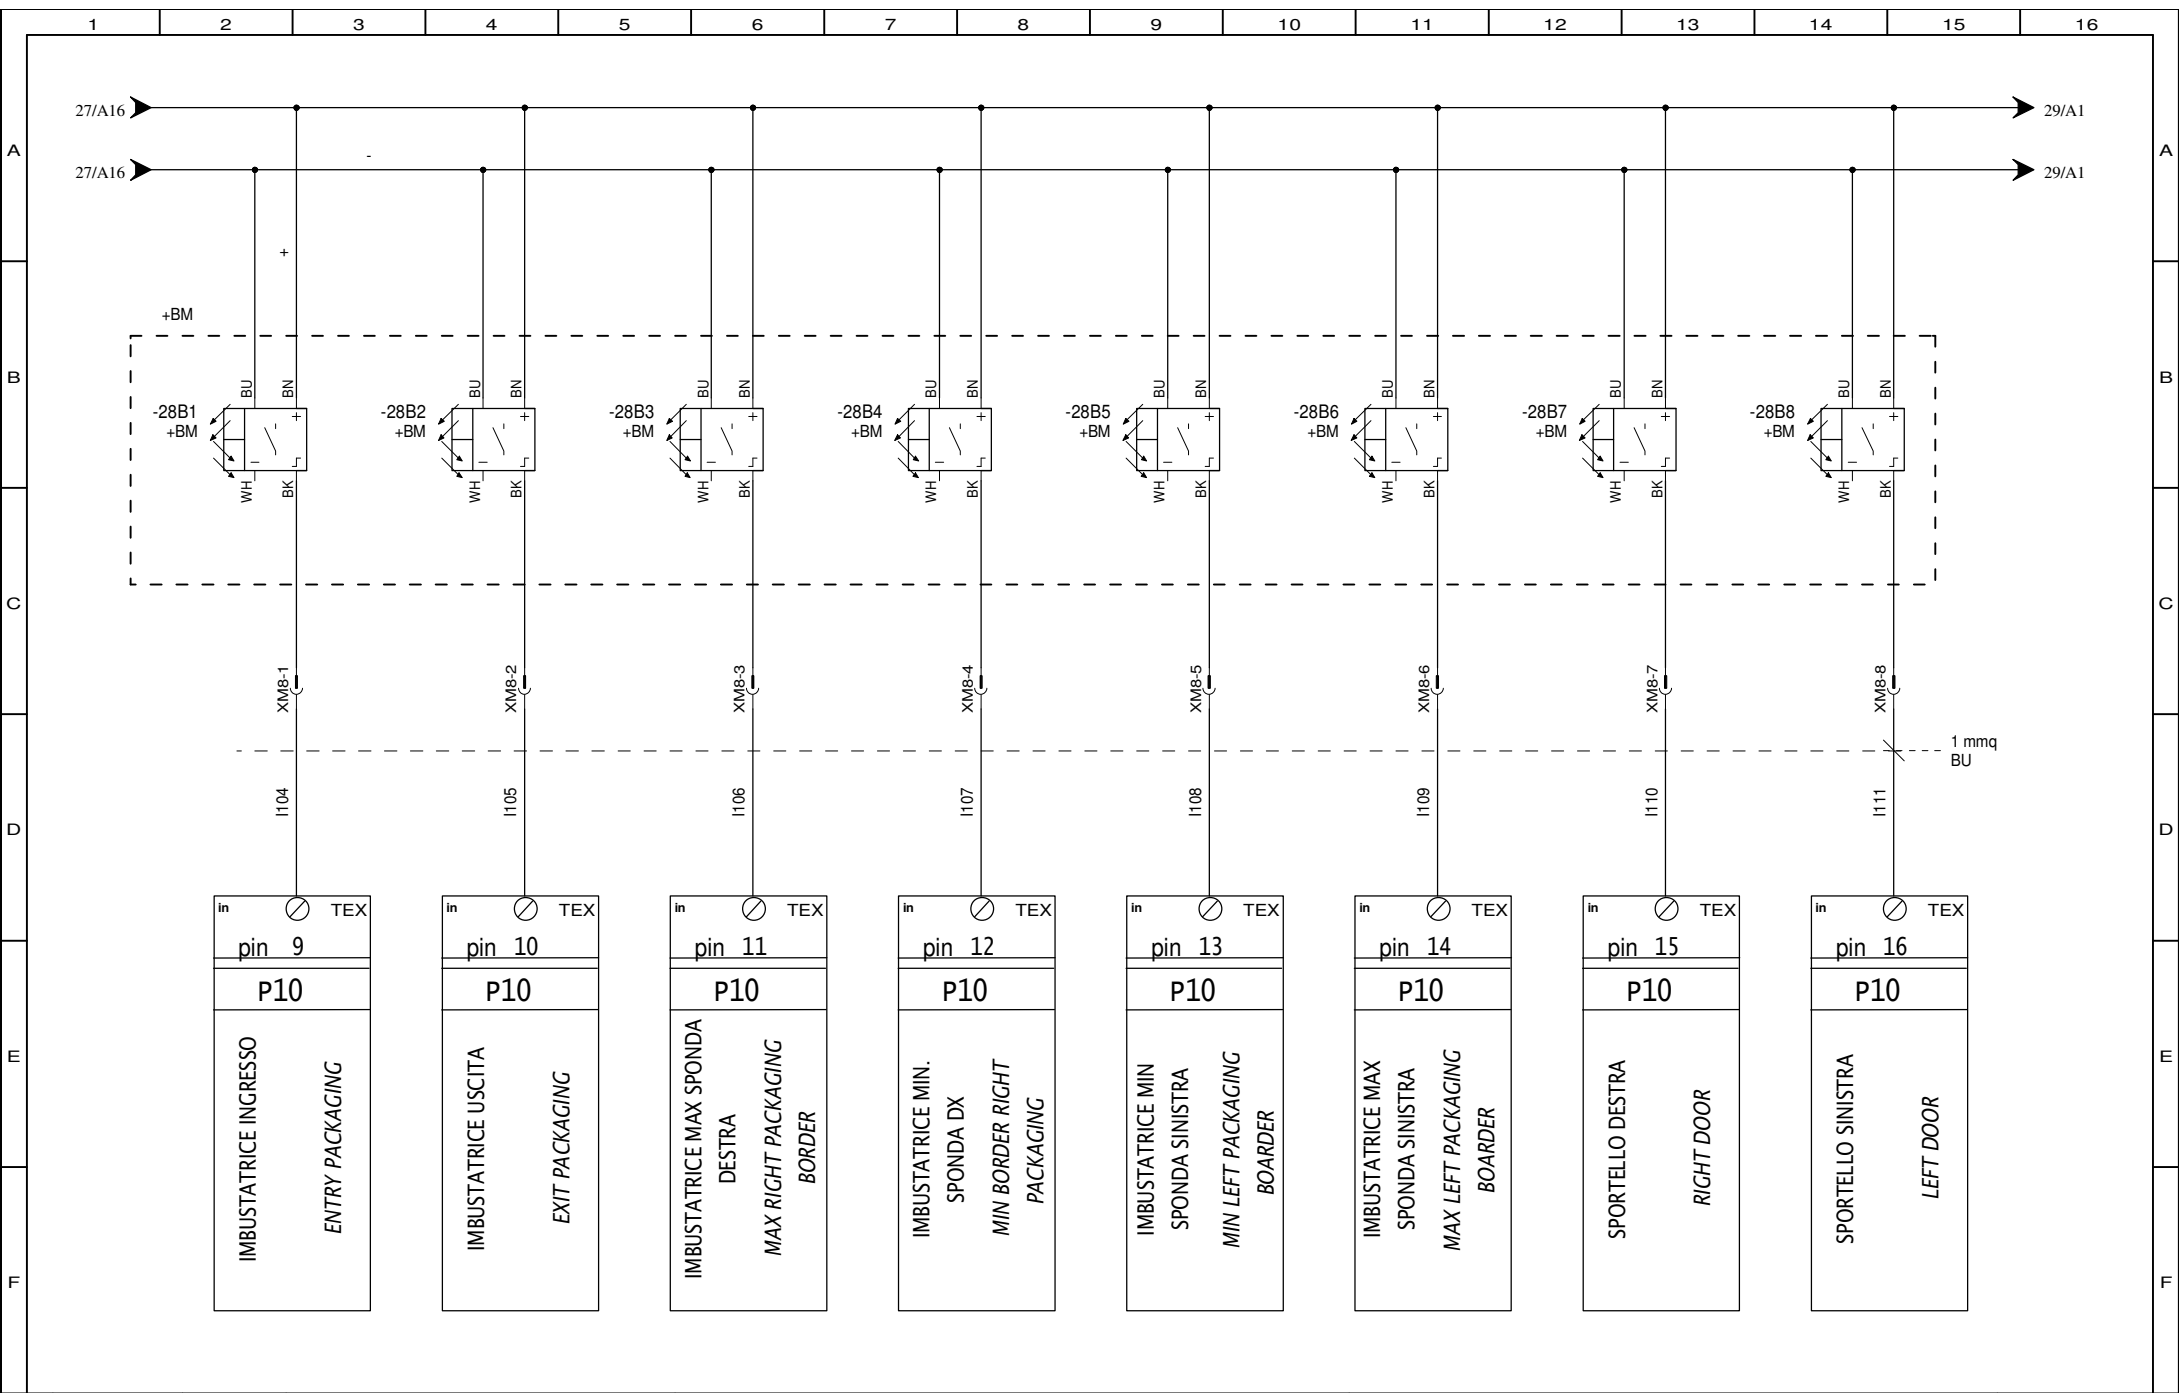 1 2 3 4 5 6 7 8 9 10 11 12 13 14 15 16
27/A16 29/A1
A - A
27/A16 29/A1
+
+BM
B B
BU BN BU BN BU BN BU BN BU BN BU BN BU BN BU BN
-28B1 -28B2 -28B3 -28B4 -28B5 -28B6 -28B7 -28B8
+BM +BM +BM +BM +BM +BM +BM +BM
WH BK WH BK WH BK WH BK WH BK WH BK WH BK WH BK
C C
XM8-1 XM8-2 XM8-3 XM8-4 XM8-5 XM8-6 XM8-7 XM8-8
1 mmq
BU
I104 I105 I106 I107 I108 I109 I110 I111
D D
in TEX in TEX in TEX in TEX in TEX in TEX in TEX in TEX
pin 9 pin 10 pin 11 pin 12 pin 13 pin 14 pin 15 pin 16
P10 P10 P10 P10 P10 P10 P10 P10
E E
IMBUSTATRICE INGRESSO
ENTRY PACKAGING
IMBUSTATRICE USCITA
EXIT PACKAGING
IMBUSTATRICE MAX SPONDA
DESTRA
MAX RIGHT PACKAGING
BORDER
IMBUSTATRICE MIN.
SPONDA DX
MIN BORDER RIGHT
PACKAGING
IMBUSTATRICE MIN
SPONDA SINISTRA
MIN LEFT PACKAGING
BOARDER
IMBUSTATRICE MAX
SPONDA SINISTRA
MAX LEFT PACKAGING
BOARDER
SPORTELLO DESTRA
RIGHT DOOR
SPORTELLO SINISTRA
LEFT DOOR
F F